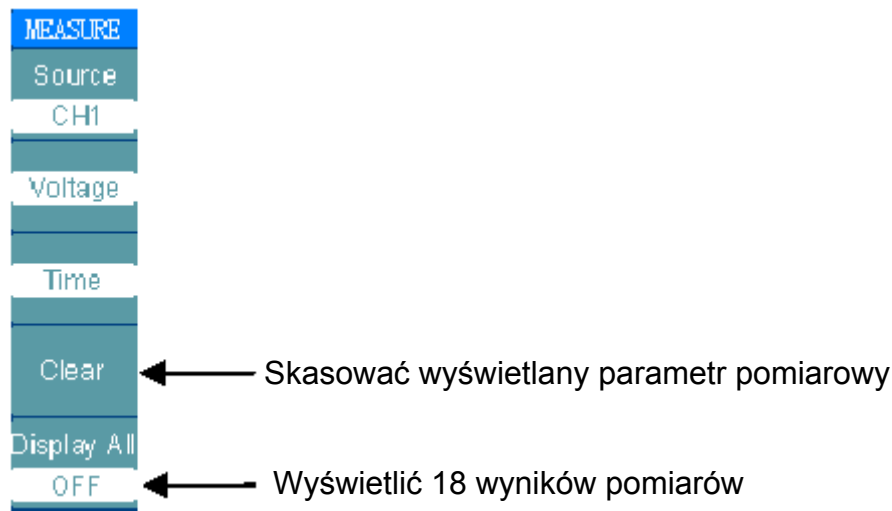 MEASURE
Source
CH1
Voltage
Time
Clear
Skasować wyświetlany parametr pomiarowy
Display All
OFF
Wyświetlić 18 wyników pomiarów